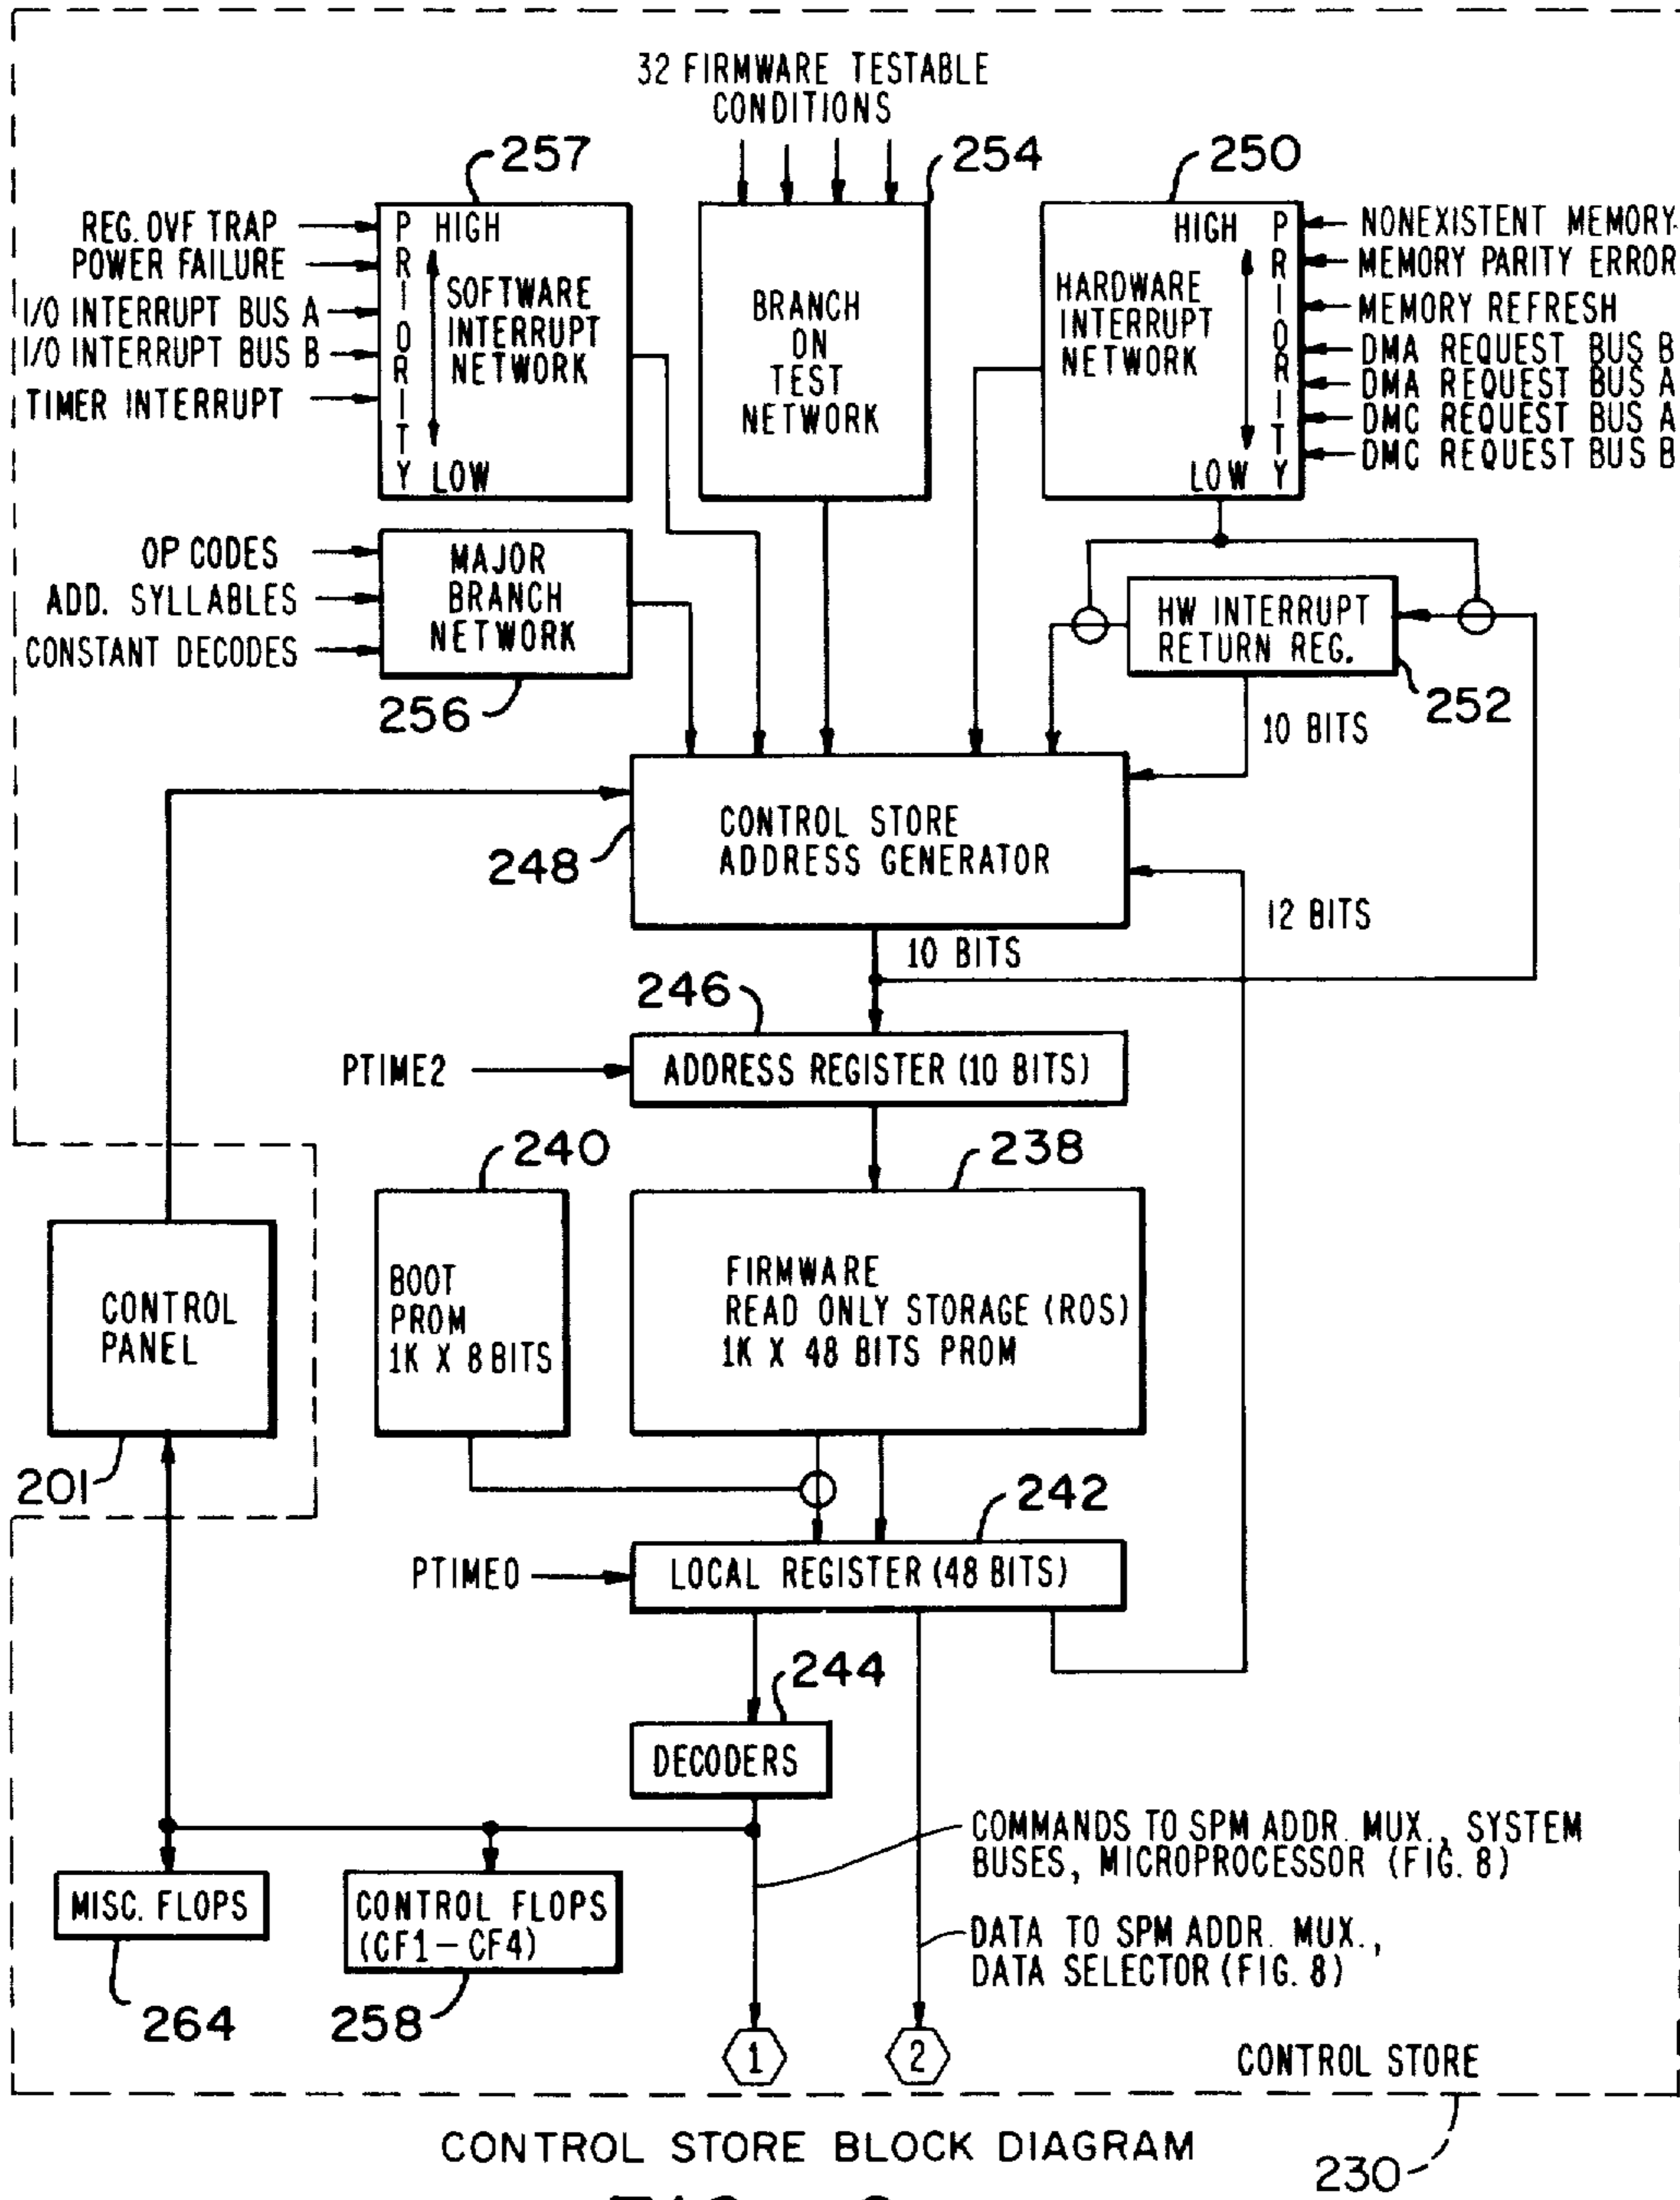 32 FIRMWARE TESTABLE
CONDITIONS
257
254
250
REG. OVF TRAP
POWER FAILURE
I/O INTERRUPT BUS A
I/O INTERRUPT BUS B
TIMER INTERRUPT
PRIORITY
HIGH
SOFTWARE
INTERRUPT
NETWORK
LOW
BRANCH
ON
TEST
NETWORK
HIGH
HARDWARE
INTERRUPT
NETWORK
LOW
PRIORITY
NONEXISTENT MEMORY
MEMORY PARITY ERROR
MEMORY REFRESH
DMA REQUEST BUS B
DMA REQUEST BUS A
DMC REQUEST BUS A
DMC REQUEST BUS B
OP CODES
ADD. SYLLABLES
CONSTANT DECODES
MAJOR
BRANCH
NETWORK
256
HW INTERRUPT
RETURN REG.
252
10 BITS
CONTROL STORE
ADDRESS GENERATOR
248
12 BITS
10 BITS
246
PTIME2
ADDRESS REGISTER (10 BITS)
240
238
CONTROL
PANEL
201
BOOT
PROM
1K X 8 BITS
FIRMWARE
READ ONLY STORAGE (ROS)
1K X 48 BITS PROM
242
PTIME0
LOCAL REGISTER (48 BITS)
244
DECODERS
COMMANDS TO SPM ADDR. MUX., SYSTEM
BUSES, MICROPROCESSOR (FIG. 8)
MISC. FLOPS
264
CONTROL FLOPS
(CF1-CF4)
258
DATA TO SPM ADDR. MUX.,
DATA SELECTOR (FIG. 8)
1
2
CONTROL STORE
230
CONTROL STORE BLOCK DIAGRAM